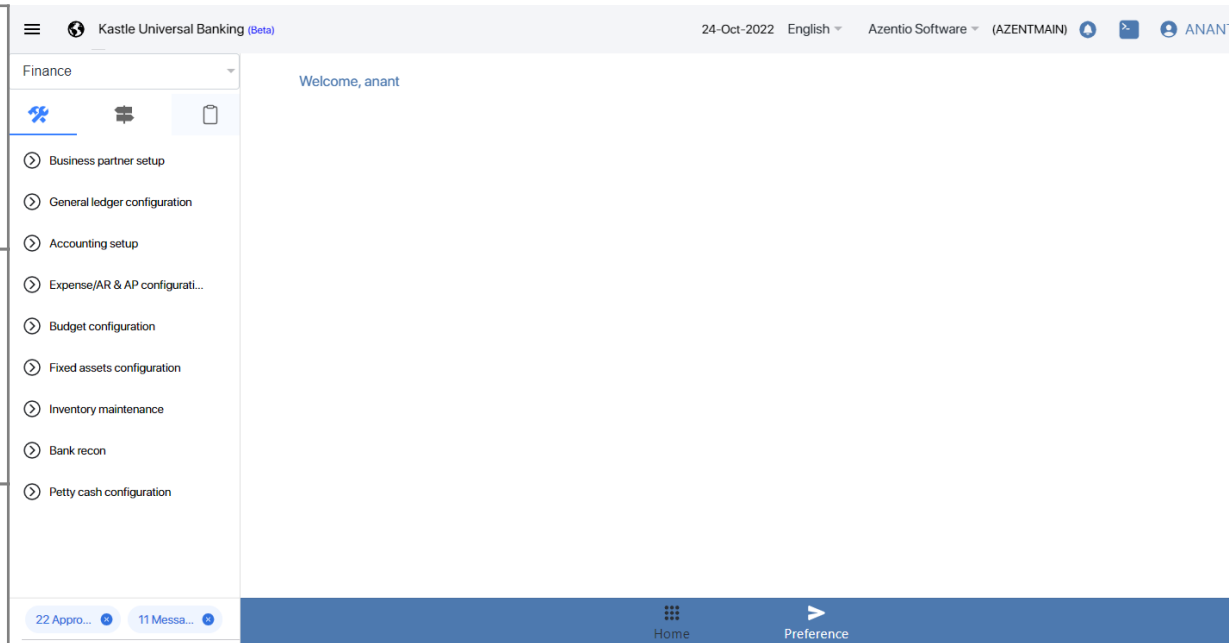 Kastle Universal Banking (Beta)
24-Oct-2022 English Azentio Software (AZENTMAIN) ANANT
Finance
Welcome, anant
Business partner setup
General ledger configuration
Accounting setup
Expense/AR & AP configurati...
Budget configuration
Fixed assets configuration
Inventory maintenance
Bank recon
Petty cash configuration
22 Appro... 11 Messa...
Home Preference